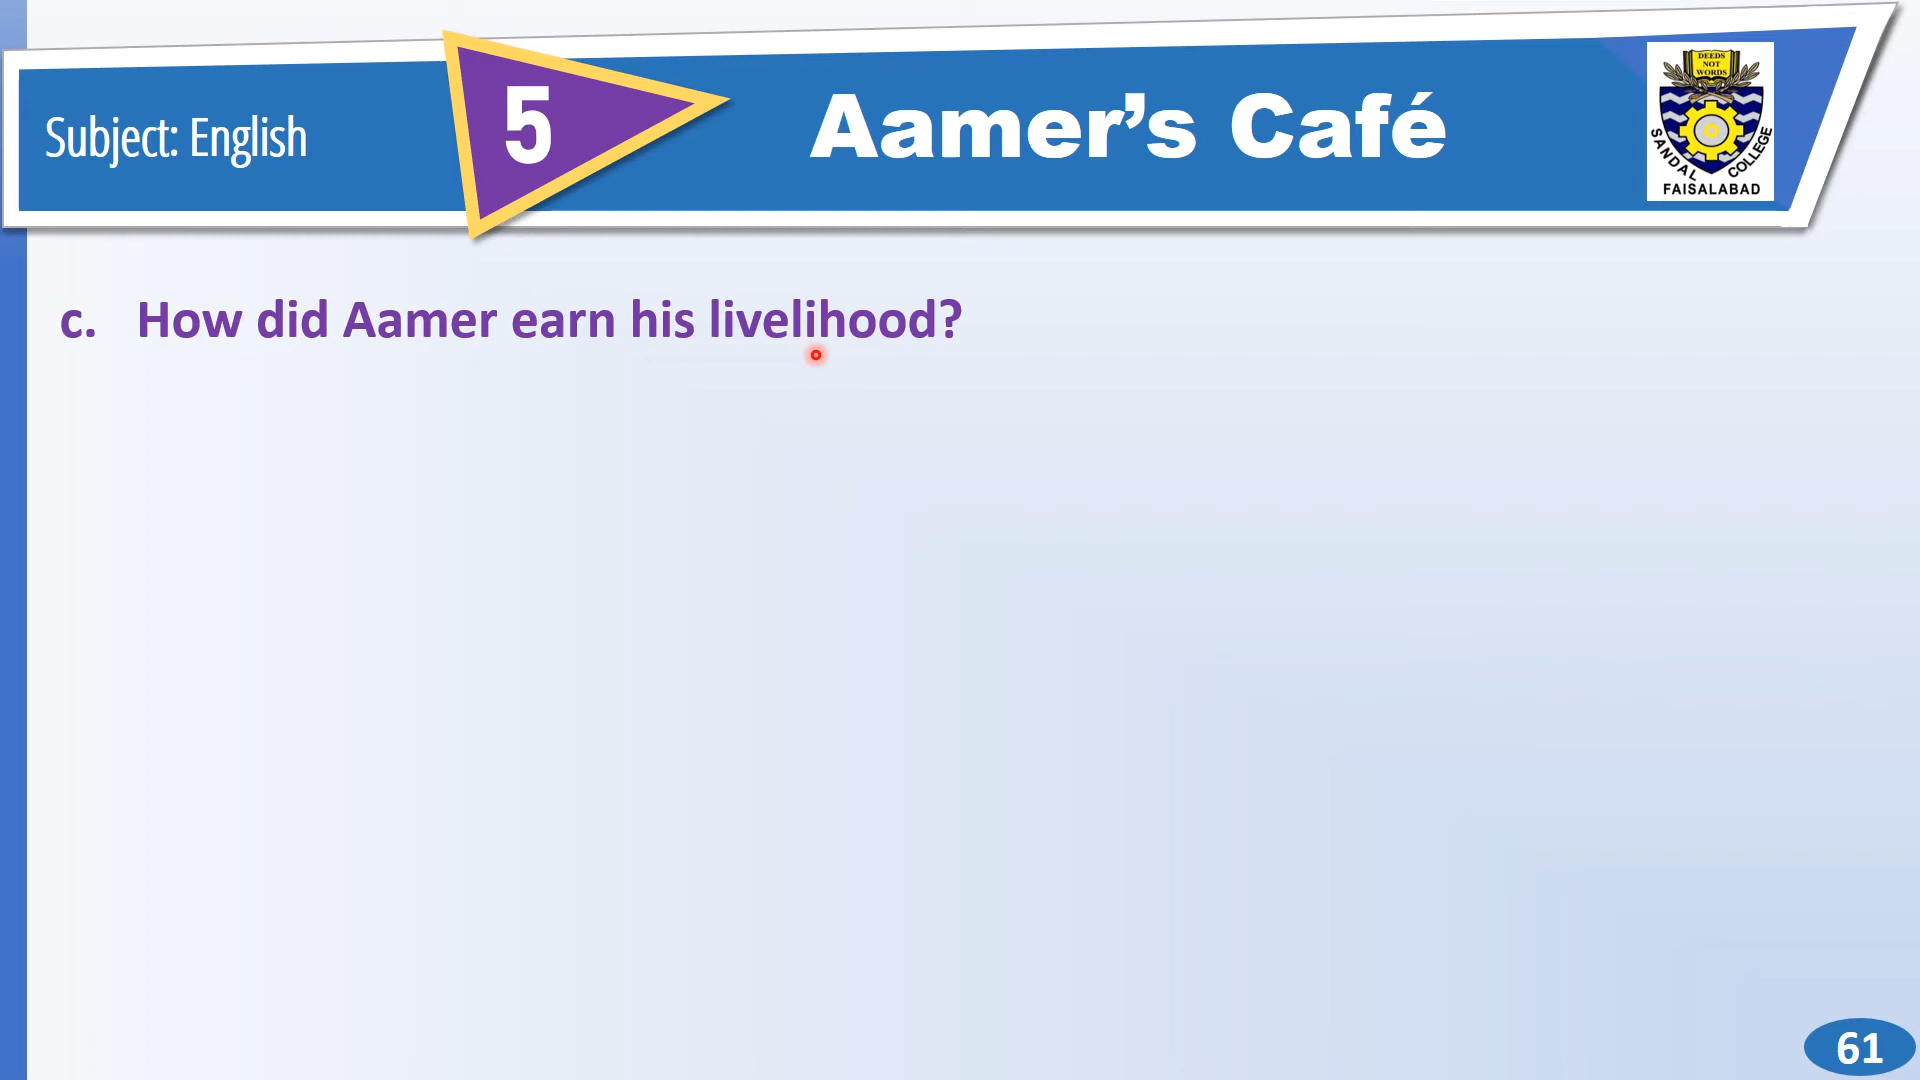 Subject: English
5
Aamer’s Café
DEEDS
NOT
WORDS
SANDAL COLLEGE
FAISALABAD
c. How did Aamer earn his livelihood?
61